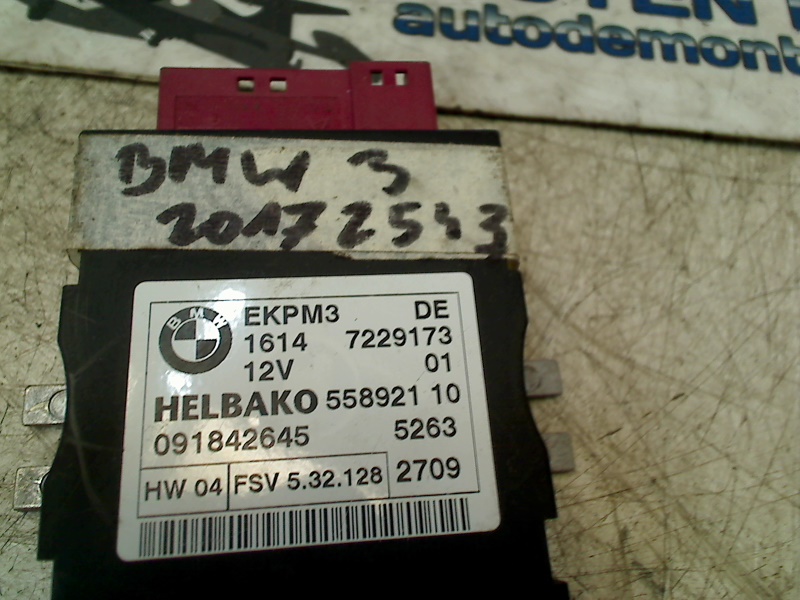 autodemont
BMW 3
20172543
BMW
EKPM3 DE
1614 7229173
12V 01
HELBAKO 558921 10
091842645 5263
HW 04 FSV 5.32.128 2709